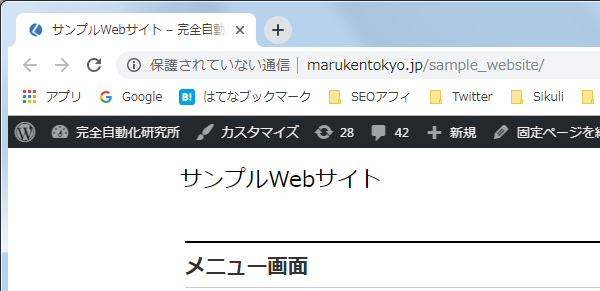 サンプルWebサイト – 完全自動
保護されていない通信 | marukentokyo.jp/sample_website/
アプリ Google はてなブックマーク SEOアフィ Twitter Sikuli
完全自動化研究所 カスタマイズ 28 42 新規 固定ページを
サンプルWebサイト
メニュー画面